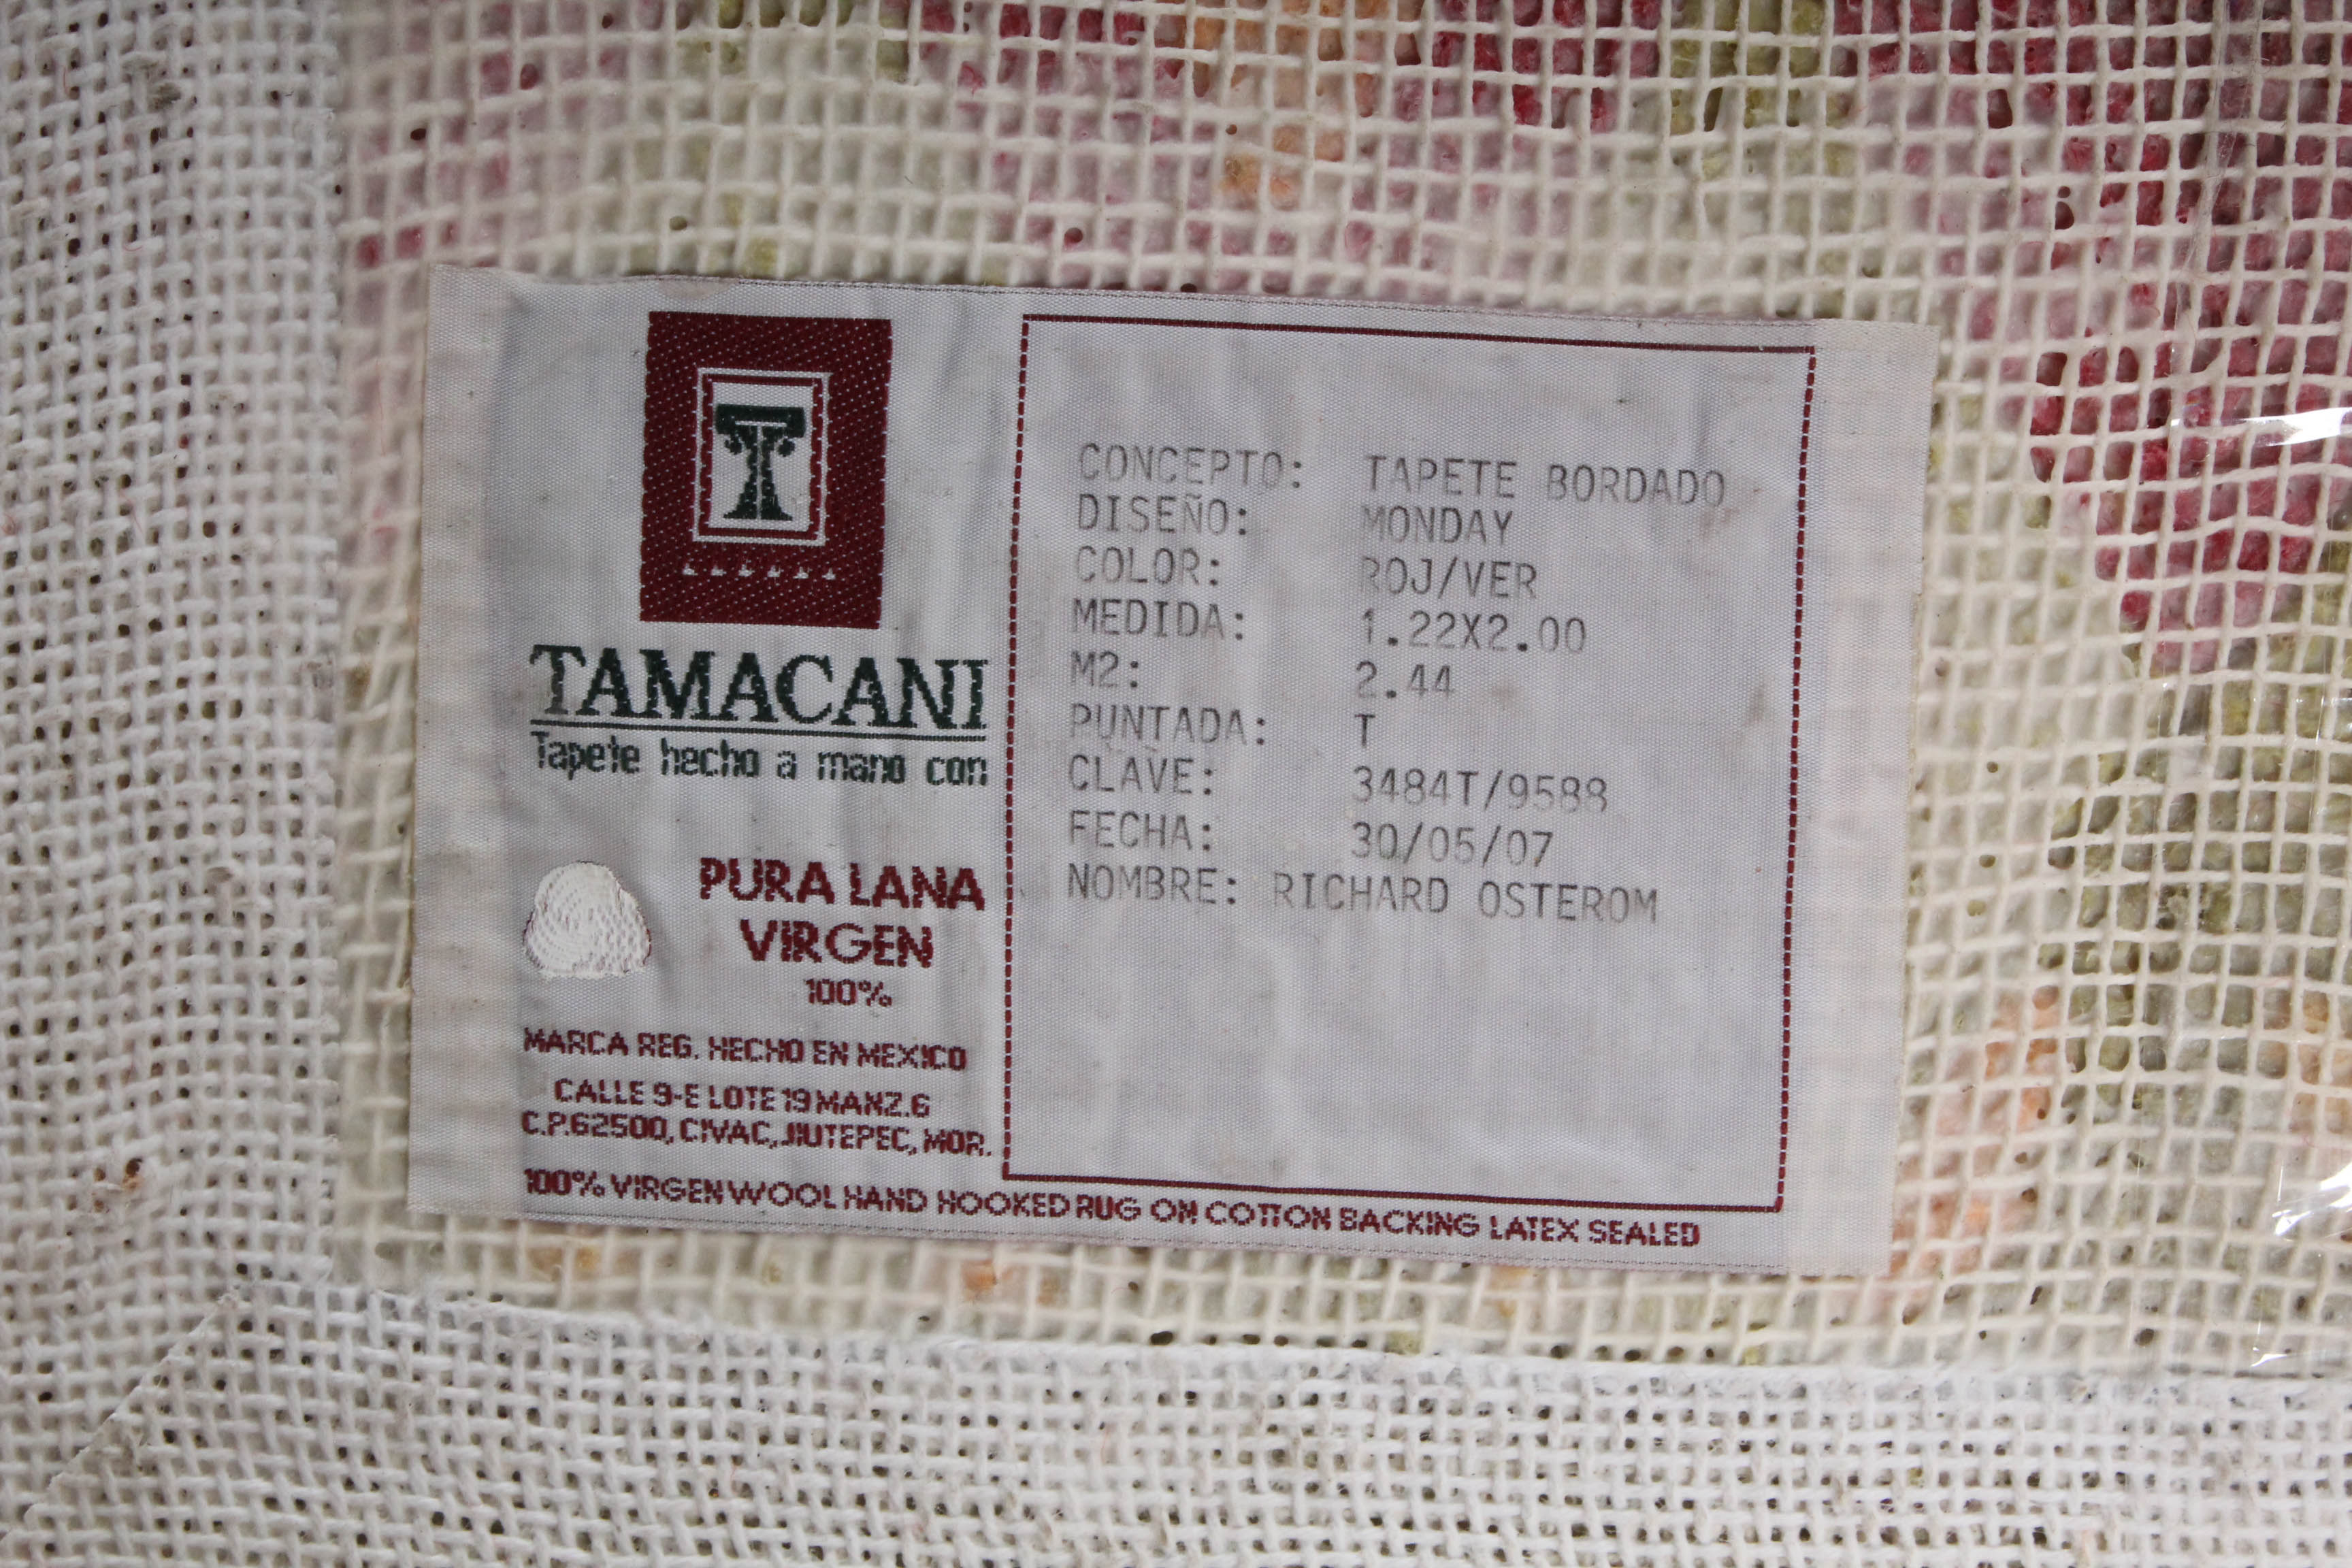 TAMACANI
Tapete hecho a mano con
PURA LANA
VIRGEN
100%
MARCA REG. HECHO EN MEXICO
CALLE 9-E LOTE 19 MANZ.6
C.P.62500, CIVAC, JIUTEPEC, MOR.
CONCEPTO: TAPETE BORDADO
DISEÑO: MONDAY
COLOR: ROJ/VER
MEDIDA: 1.22X2.00
M2: 2.44
PUNTADA: T
CLAVE: 3484T/9588
FECHA: 30/05/07
NOMBRE: RICHARD OSTEROM
100% VIRGEN WOOL HAND HOOKED RUG ON COTTON BACKING LATEX SEALED